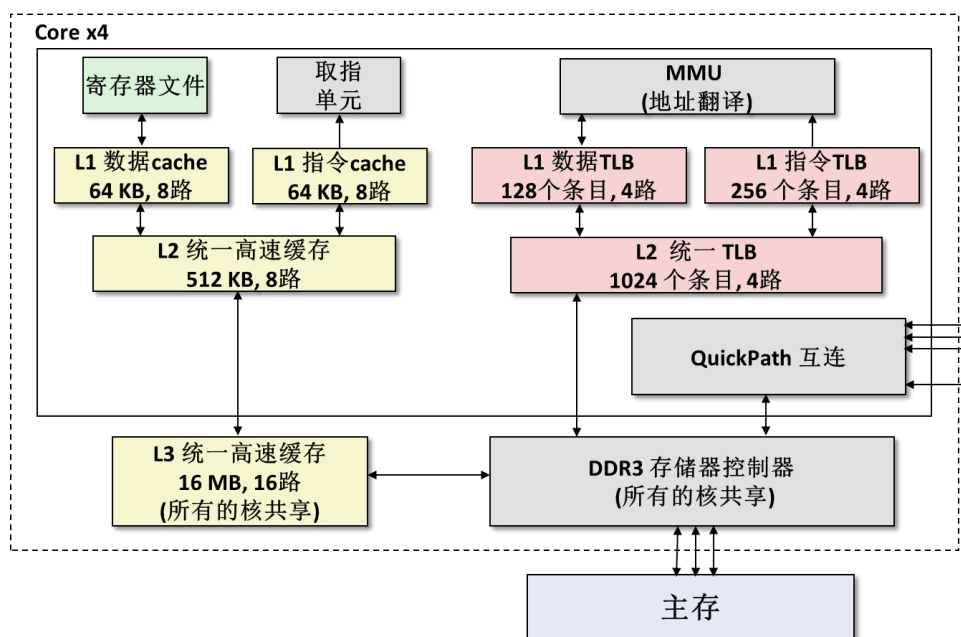 Core x4
寄存器文件
取指
单元
MMU
(地址翻译)
L1 数据cache
64 KB, 8路
L1 指令cache
64 KB, 8路
L1 数据TLB
128个条目, 4路
L1 指令TLB
256 个条目, 4路
L2 统一高速缓存
512 KB, 8路
L2 统一 TLB
1024 个条目, 4路
QuickPath 互连
L3 统一高速缓存
16 MB, 16路
(所有的核共享)
DDR3 存储器控制器
(所有的核共享)
主存